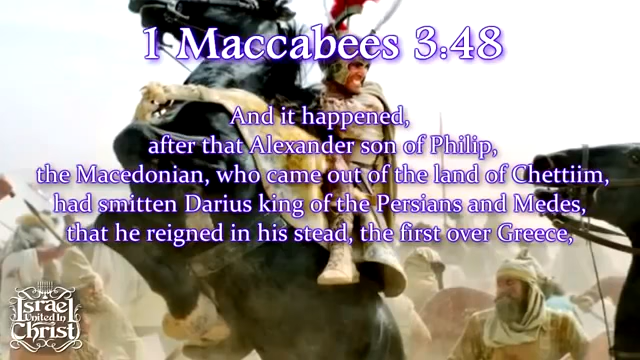 1 Maccabees 3:48
And it happened,
after that Alexander son of Philip,
the Macedonian, who came out of the land of Chettiim,
had smitten Darius king of the Persians and Medes,
that he reigned in his stead, the first over Greece,
Israel
United In
Christ